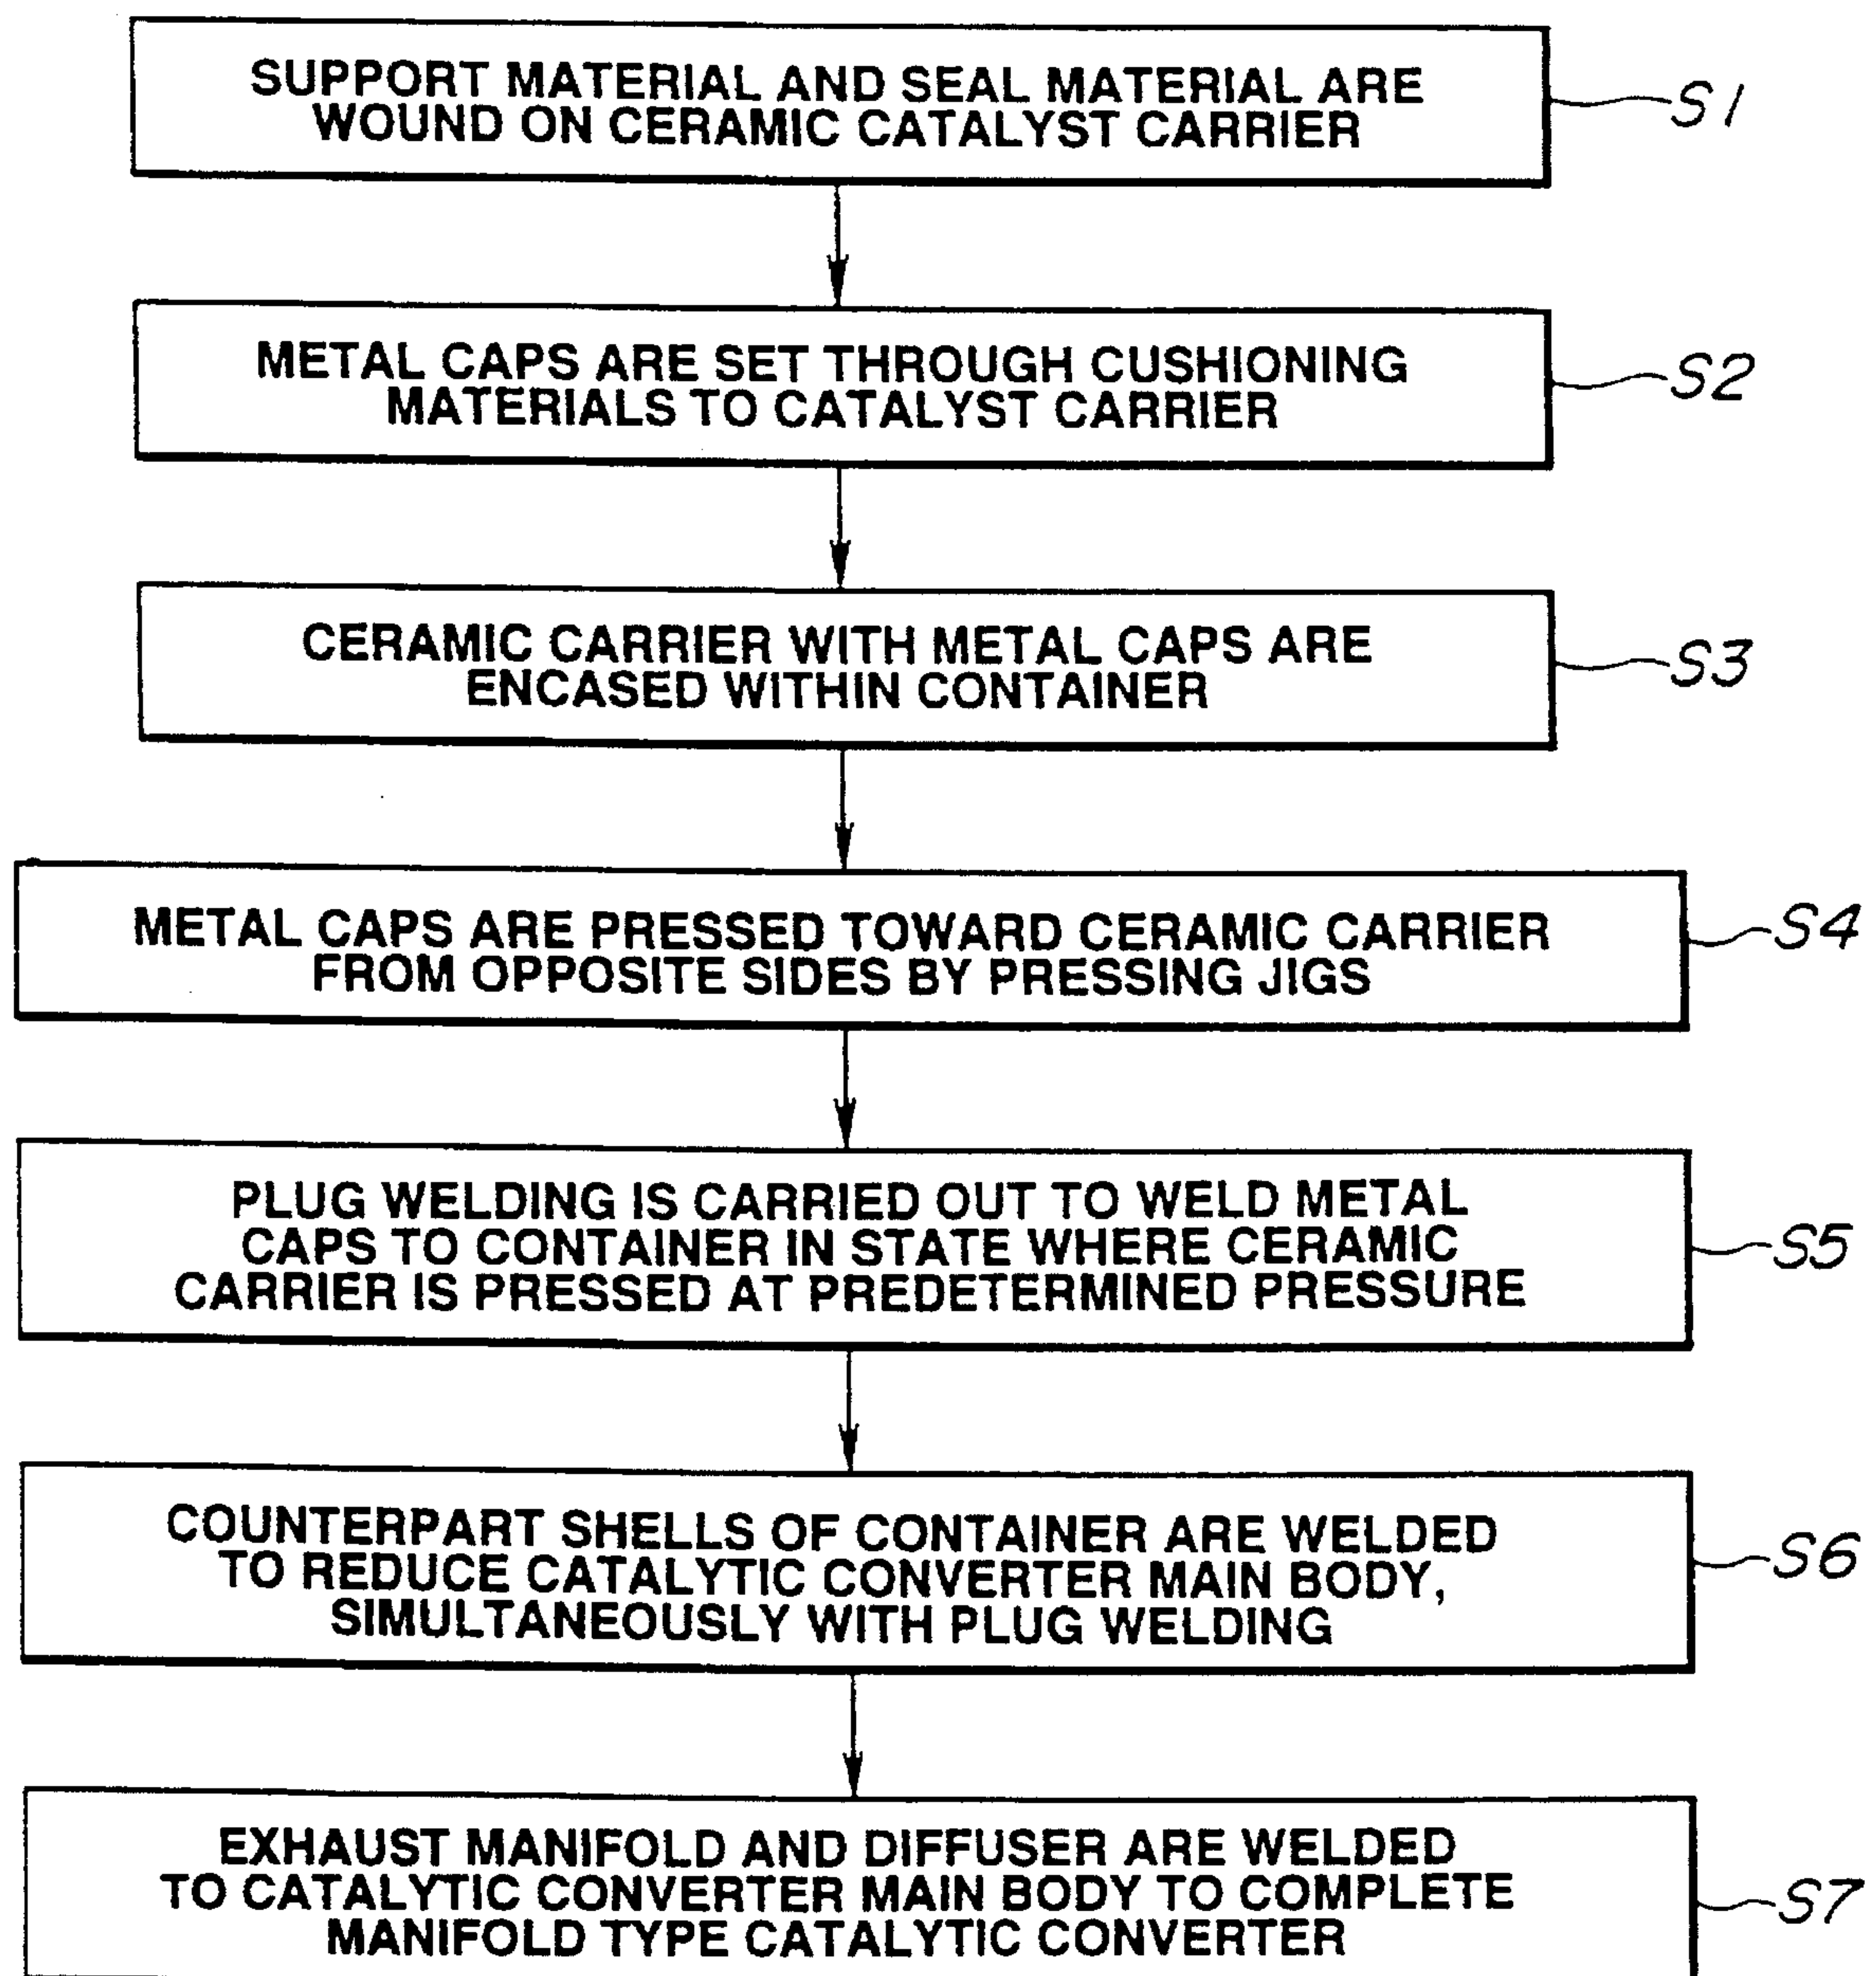 SUPPORT MATERIAL AND SEAL MATERIAL ARE
WOUND ON CERAMIC CATALYST CARRIER
S1
METAL CAPS ARE SET THROUGH CUSHIONING
MATERIALS TO CATALYST CARRIER
S2
CERAMIC CARRIER WITH METAL CAPS ARE
ENCASED WITHIN CONTAINER
S3
METAL CAPS ARE PRESSED TOWARD CERAMIC CARRIER
FROM OPPOSITE SIDES BY PRESSING JIGS
S4
PLUG WELDING IS CARRIED OUT TO WELD METAL
CAPS TO CONTAINER IN STATE WHERE CERAMIC
CARRIER IS PRESSED AT PREDETERMINED PRESSURE
S5
COUNTERPART SHELLS OF CONTAINER ARE WELDED
TO REDUCE CATALYTIC CONVERTER MAIN BODY,
SIMULTANEOUSLY WITH PLUG WELDING
S6
EXHAUST MANIFOLD AND DIFFUSER ARE WELDED
TO CATALYTIC CONVERTER MAIN BODY TO COMPLETE
MANIFOLD TYPE CATALYTIC CONVERTER
S7